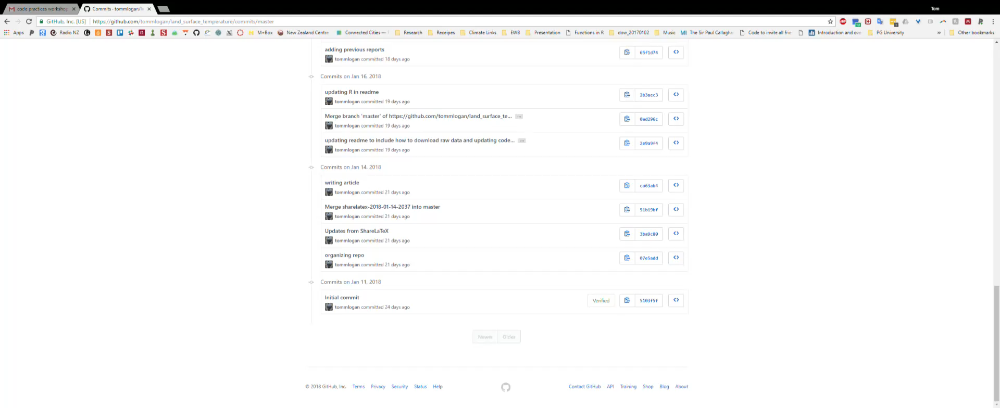 code practices workshop
Commits · tommlogan/la
Tom
GitHub, Inc. [US] https://github.com/tommlogan/land_surface_temperature/commits/master
Apps Radio NZ M+Box New Zealand Centre Connected Cities — Research Receipes Climate Links EWB Presentation Functions in R dow_20170102 Music The Sir Paul Callagha Code to invite all frie Introduction and ove PG University » Other bookmarks
adding previous reports
tommlogan committed 18 days ago
65f1d74
Commits on Jan 16, 2018
updating R in readme
tommlogan committed 19 days ago
2b3aec3
Merge branch 'master' of https://github.com/tommlogan/land_surface_te... ...
tommlogan committed 19 days ago
0ad296c
updating readme to include how to download raw data and updating code... ...
tommlogan committed 19 days ago
2e9a9f4
Commits on Jan 14, 2018
writing article
tommlogan committed 21 days ago
ca63ab4
Merge sharelatex-2018-01-14-2037 into master
tommlogan committed 21 days ago
51b19bf
Updates from ShareLaTeX
tommlogan committed 21 days ago
3ba9c80
organizing repo
tommlogan committed 21 days ago
07e5add
Commits on Jan 11, 2018
Initial commit
tommlogan committed 24 days ago
Verified
5103f5f
Newer Older
© 2018 GitHub, Inc. Terms Privacy Security Status Help
Contact GitHub API Training Shop Blog About